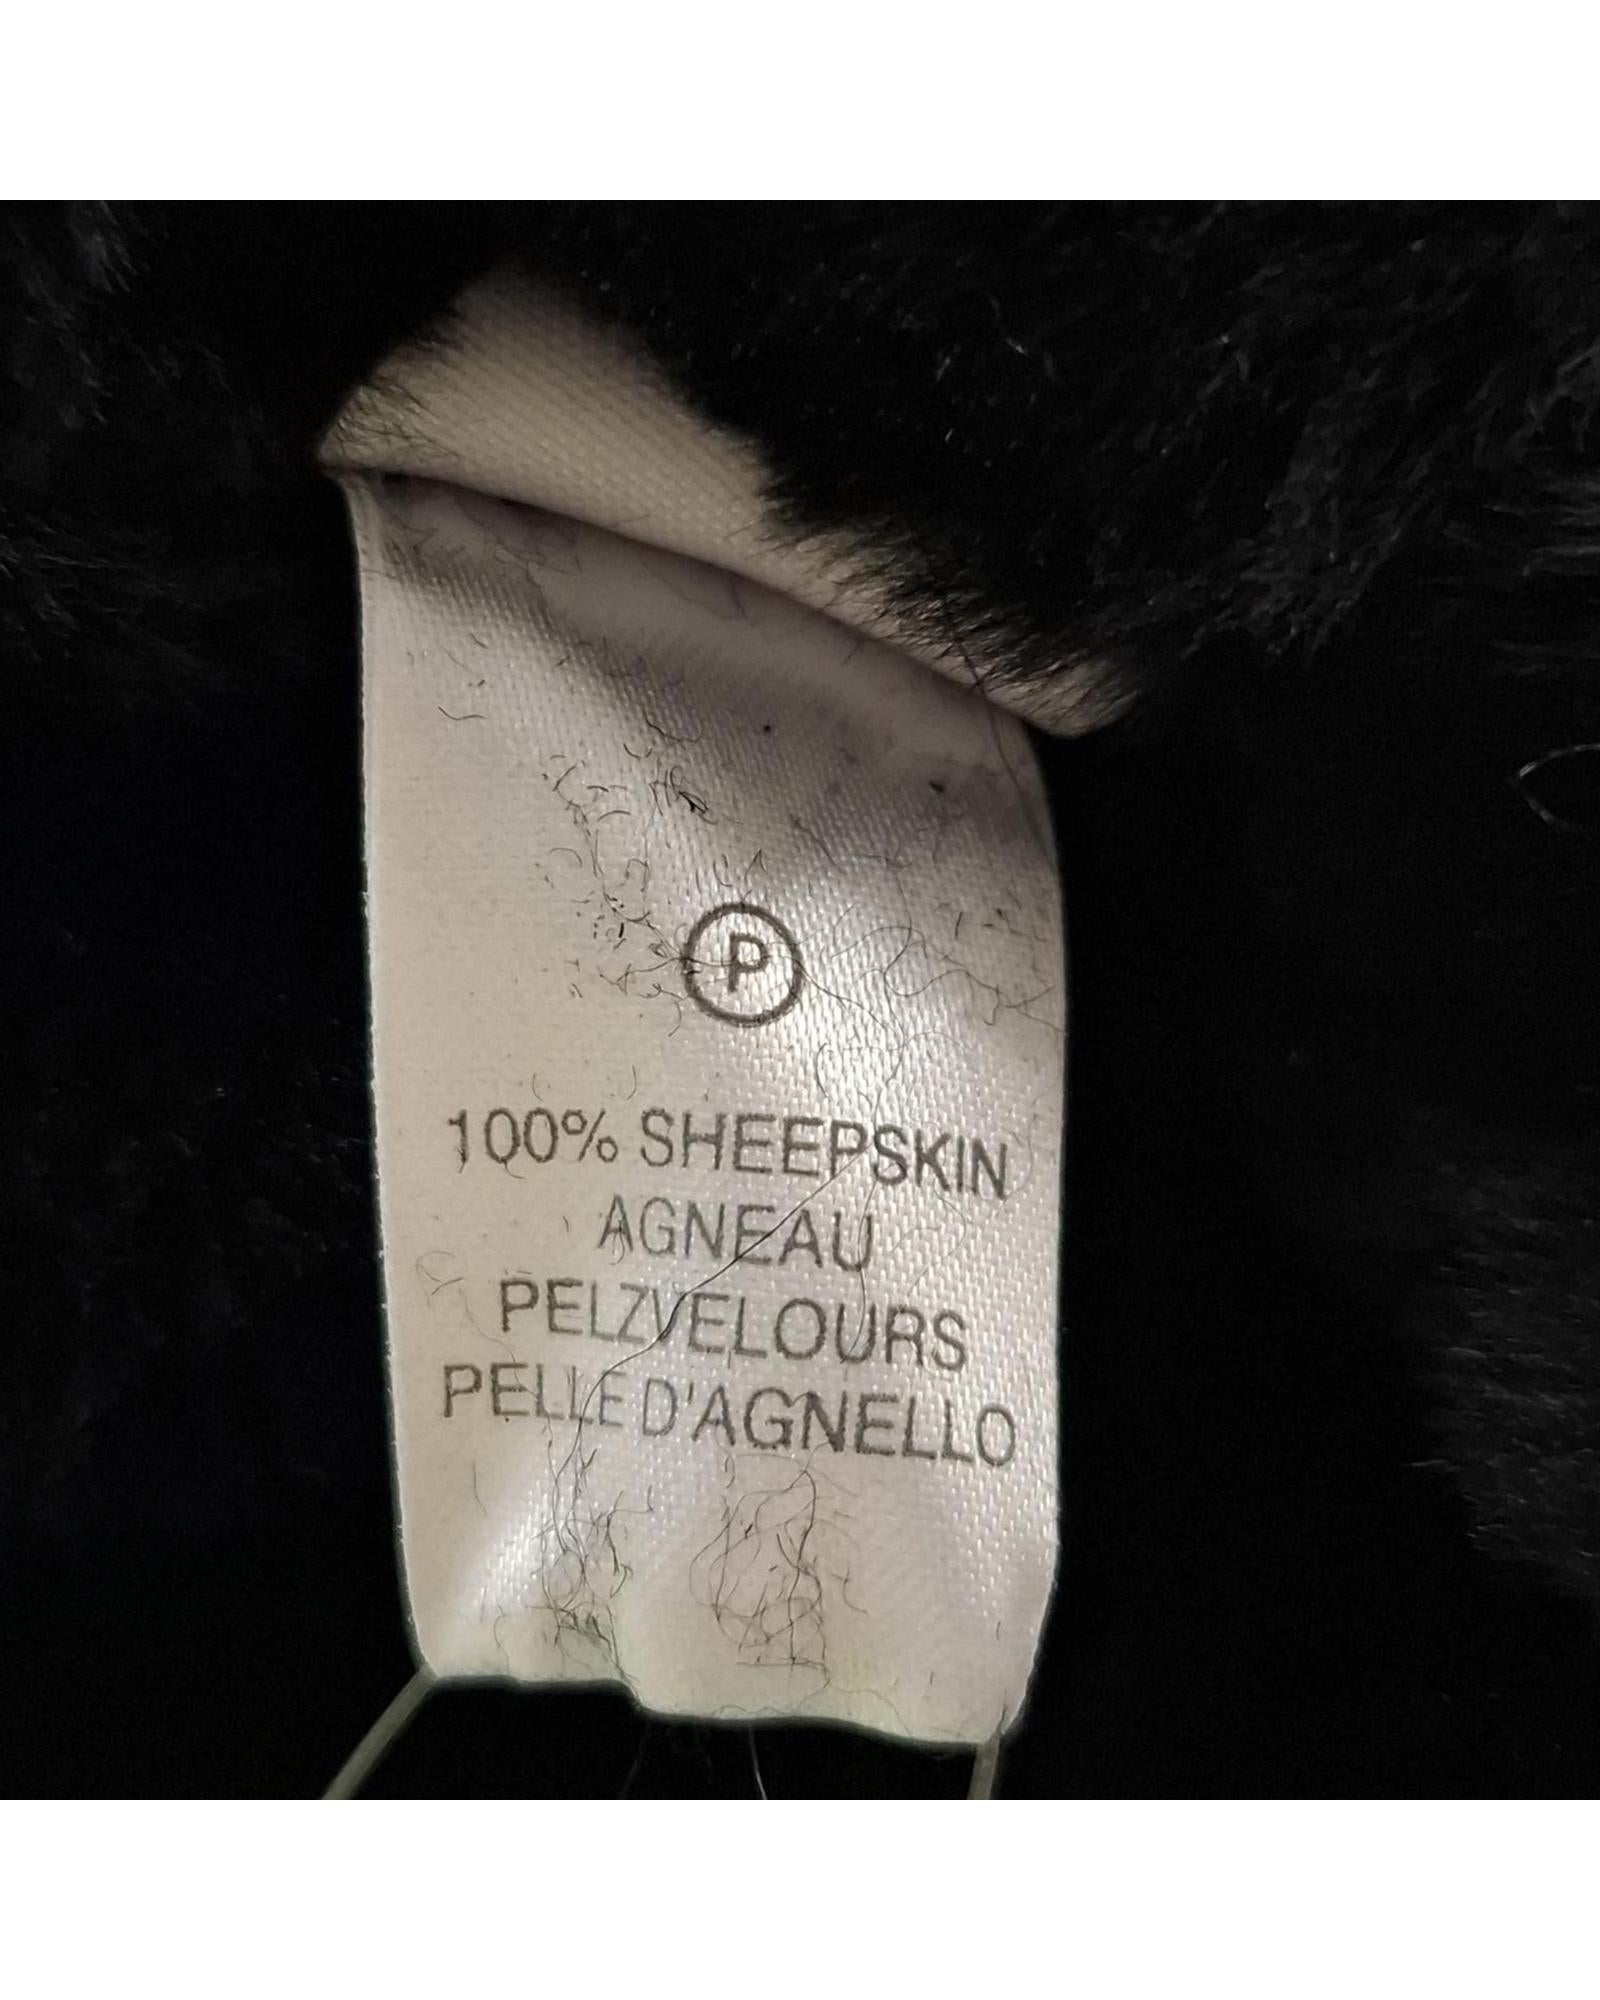 P
100% SHEEPSKIN
AGNEAU
PELZVELOURS
PELLE D'AGNELLO